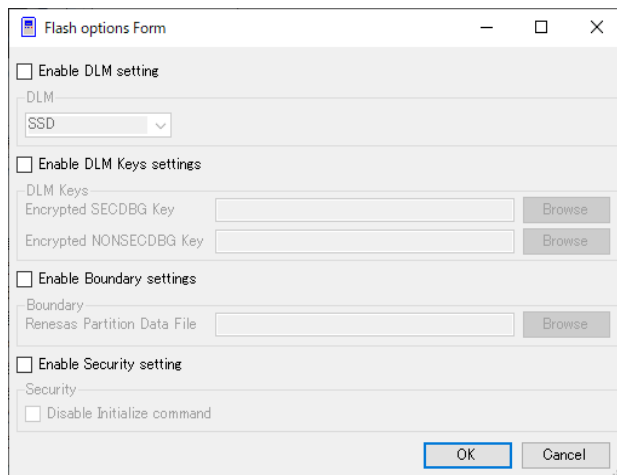 Flash options Form
Enable DLM setting
DLM
SSD
Enable DLM Keys settings
DLM Keys
Encrypted SECDBG Key
Browse
Encrypted NONSECDBG Key
Browse
Enable Boundary settings
Boundary
Renesas Partition Data File
Browse
Enable Security setting
Security
Disable Initialize command
OK
Cancel